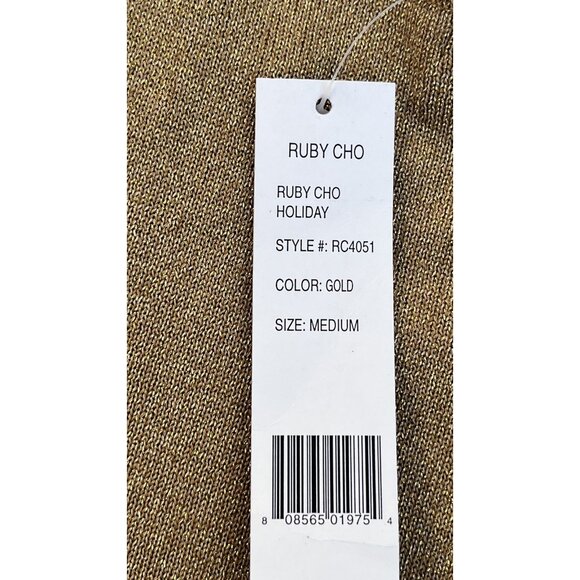 RUBY CHO
RUBY CHO
HOLIDAY
STYLE #: RC4051
COLOR: GOLD
SIZE: MEDIUM
8 08565 01975 4